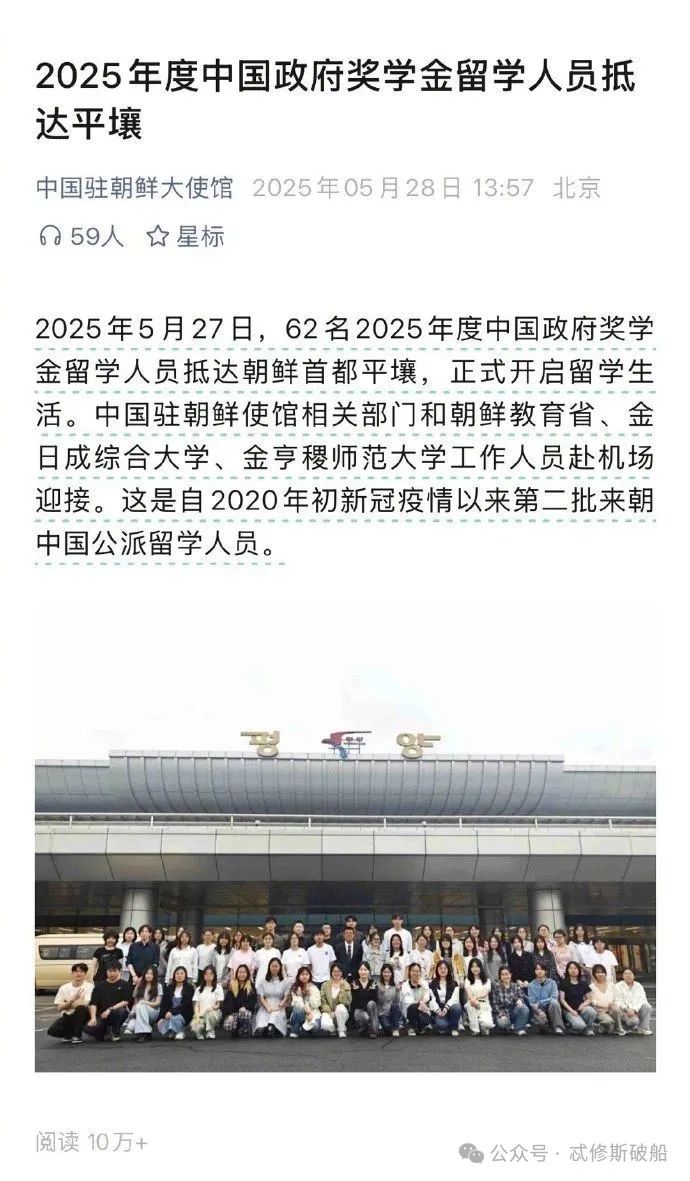 2025年度中国政府奖学金留学人员抵
达平壤
中国驻朝鲜大使馆 2025年05月28日 13:57 北京
59人 星标
2025年5月27日，62名2025年度中国政府奖学
金留学人员抵达朝鲜首都平壤，正式开启留学生
活。中国驻朝鲜使馆相关部门和朝鲜教育省、金
日成综合大学、金亨稷师范大学工作人员赴机场
迎接。这是自2020年初新冠疫情以来第二批来朝
中国公派留学人员。
평 양
阅读 10万+
公众号 · 忒修斯破船